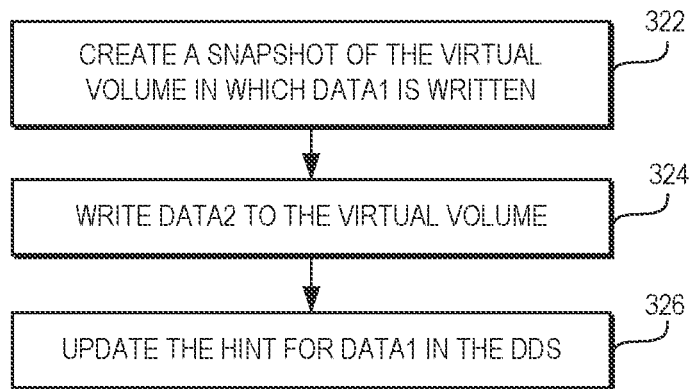 322
CREATE A SNAPSHOT OF THE VIRTUAL
VOLUME IN WHICH DATA1 IS WRITTEN
324
WRITE DATA2 TO THE VIRTUAL VOLUME
326
UPDATE THE HINT FOR DATA1 IN THE DDS